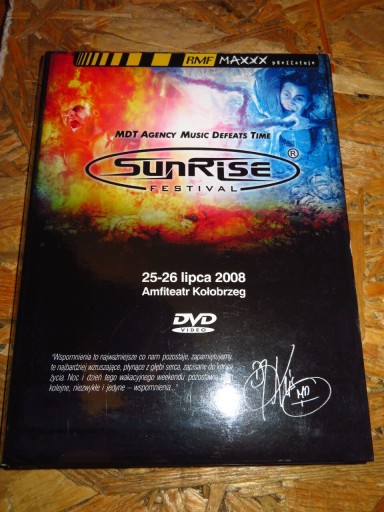 RMF MAXXX prezentuje
MDT AGENCY MUSIC DEFEATS TIME
SUNRISE ®
FESTIVAL
25-26 lipca 2008
Amfiteatr Kołobrzeg
DVD
VIDEO
"Wspomnienia to najważniejsze co nam pozostaje, zapamiętujemy
te najbardziej wzruszające, płynące z głębi serca, zapisane do końca
życia. Noc i dzień tego wakacyjnego weekendu pozostawią
kolejne, niezwykłe i jedyne – wspomnienia..."